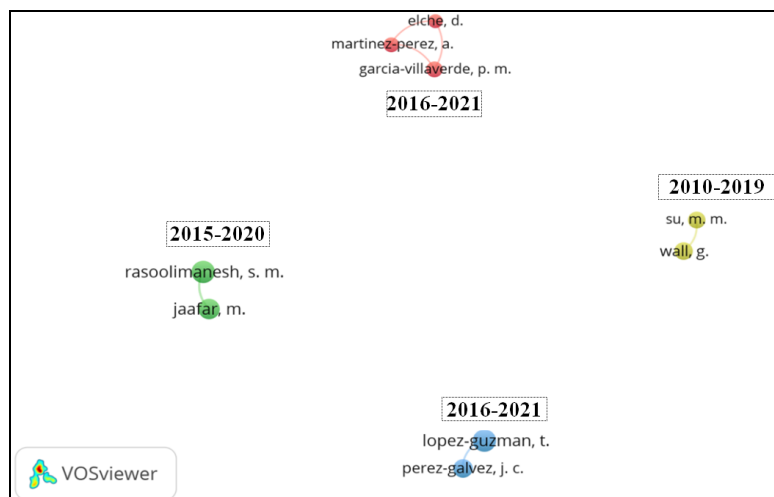 elche, d.
martinez-perez, a.
garcia-villaverde, p. m.
2016-2021
2010-2019
su, m. m.
wall, g.
2015-2020
rasoolimanesh, s. m.
jaafar, m.
2016-2021
lopez-guzman, t.
perez-galvez, j. c.
VOSviewer